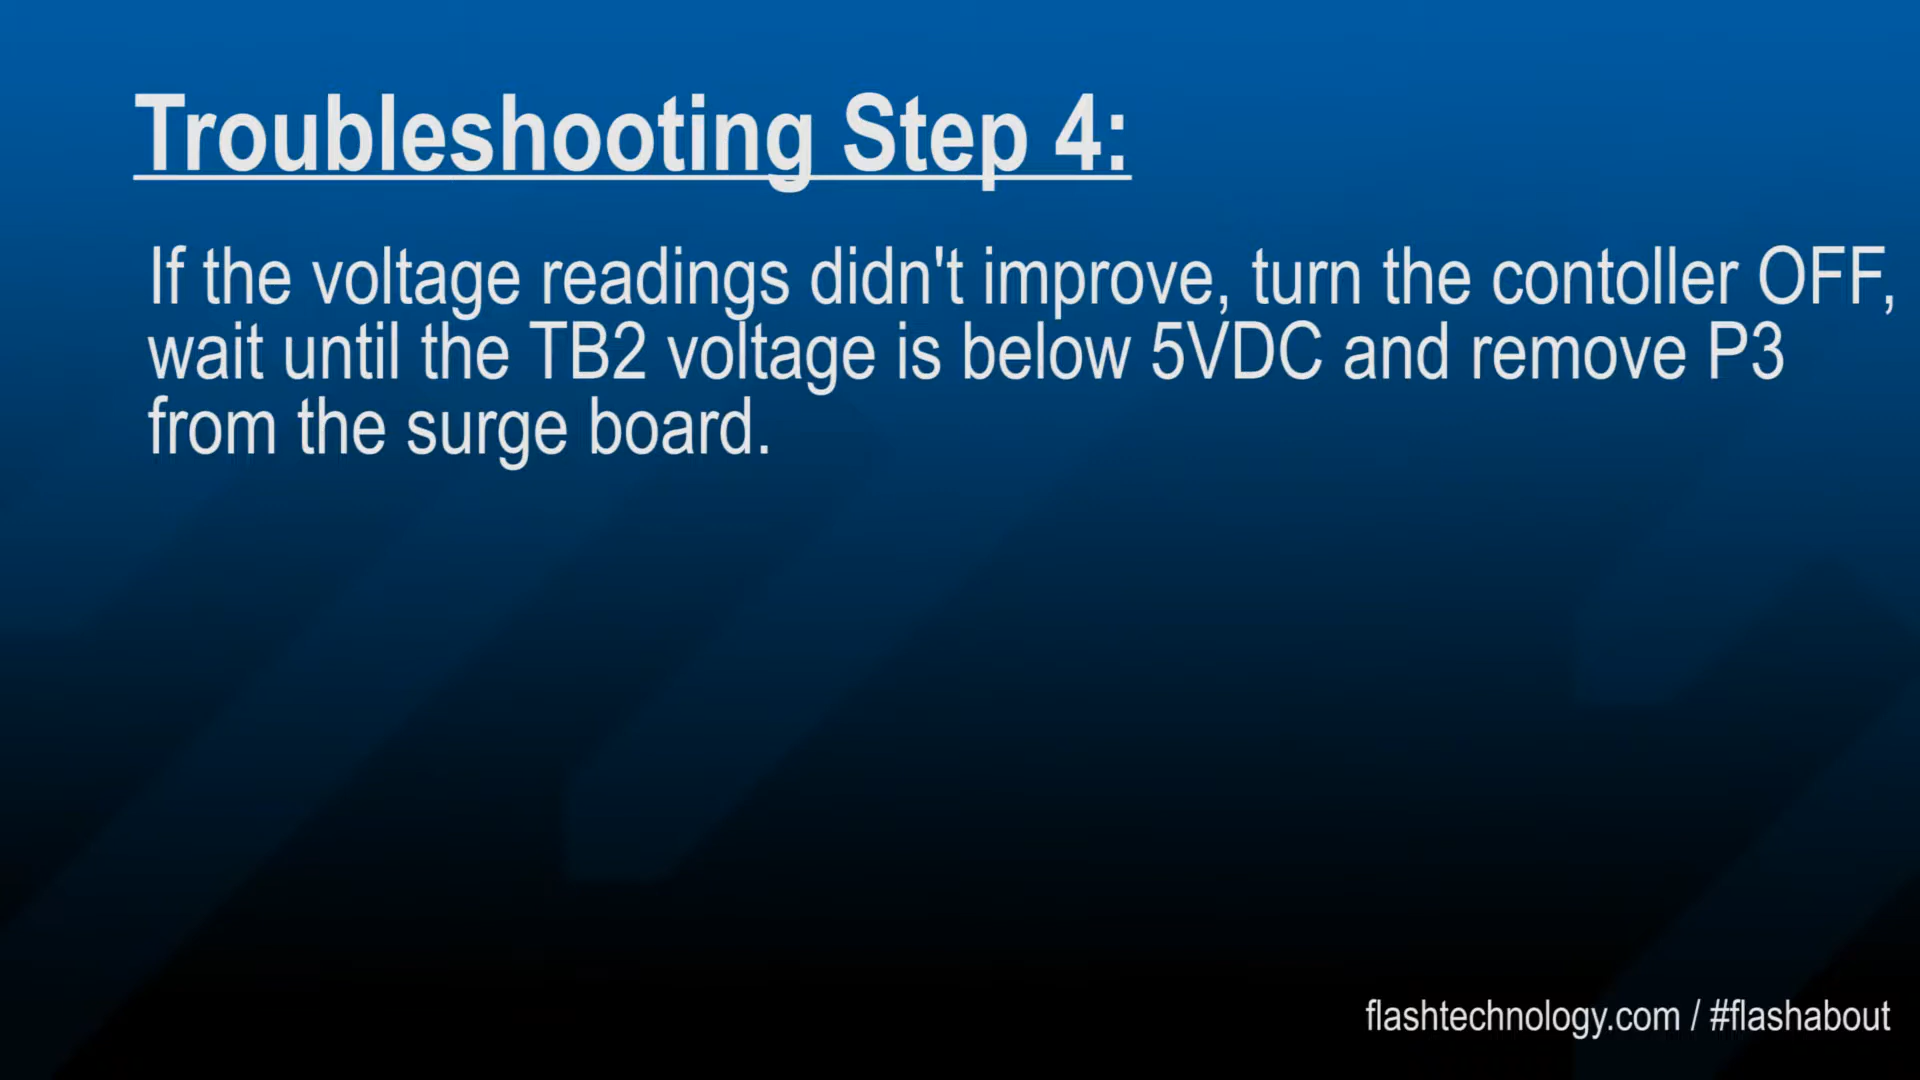 Troubleshooting Step 4:
If the voltage readings didn't improve, turn the contoller OFF,
wait until the TB2 voltage is below 5VDC and remove P3
from the surge board.
flashtechnology.com / #flashabout